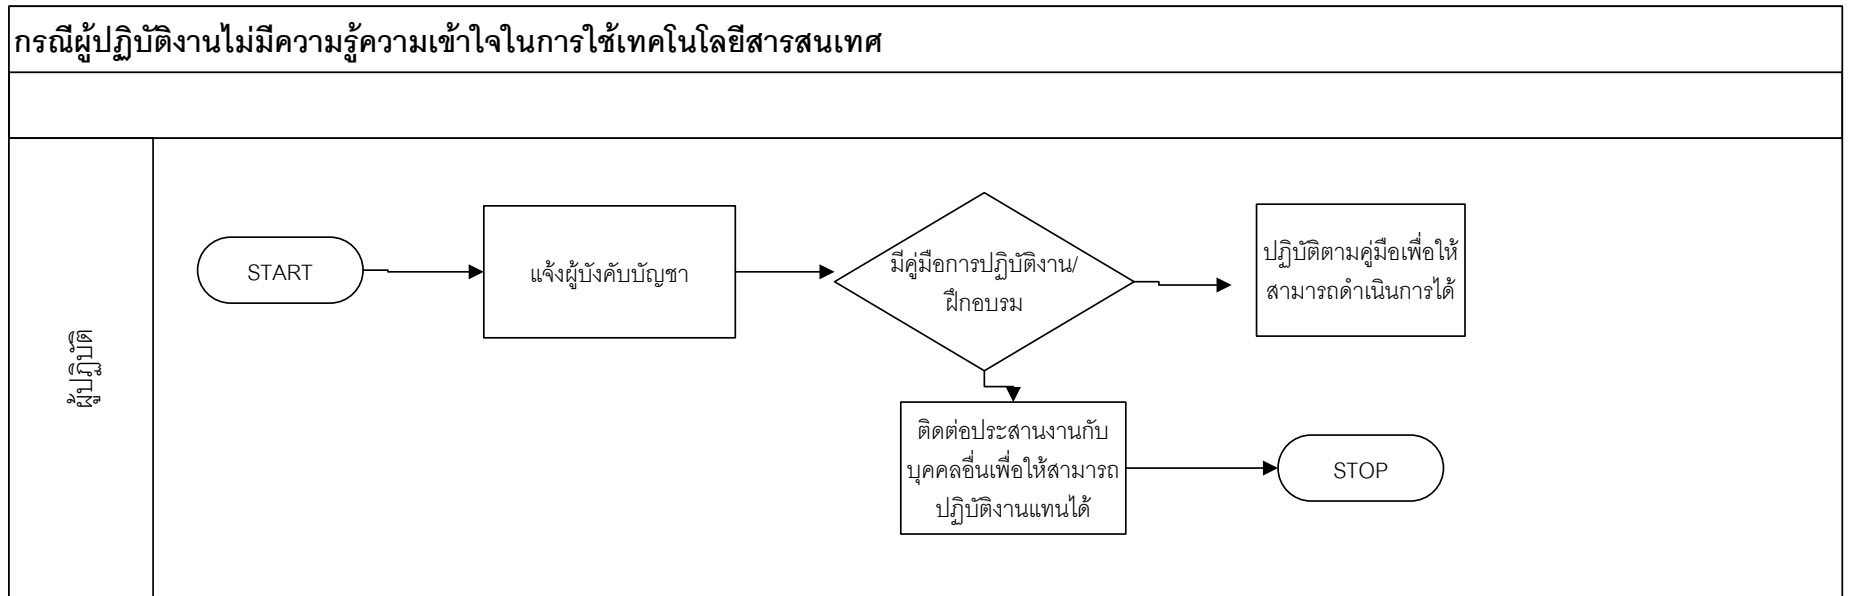 กรณีผู้ปฏิบัติงานไม่มีความรู้ความเข้าใจในการใช้เทคโนโลยีสารสนเทศ
ผู้ปฏิบัติ
START
แจ้งผู้บังคับบัญชา
มีคู่มือการปฏิบัติงาน/
ฝึกอบรม
ปฏิบัติตามคู่มือเพื่อให้
สามารถดำเนินการได้
ติดต่อประสานงานกับ
บุคคลอื่นเพื่อให้สามารถ
ปฏิบัติงานแทนได้
STOP